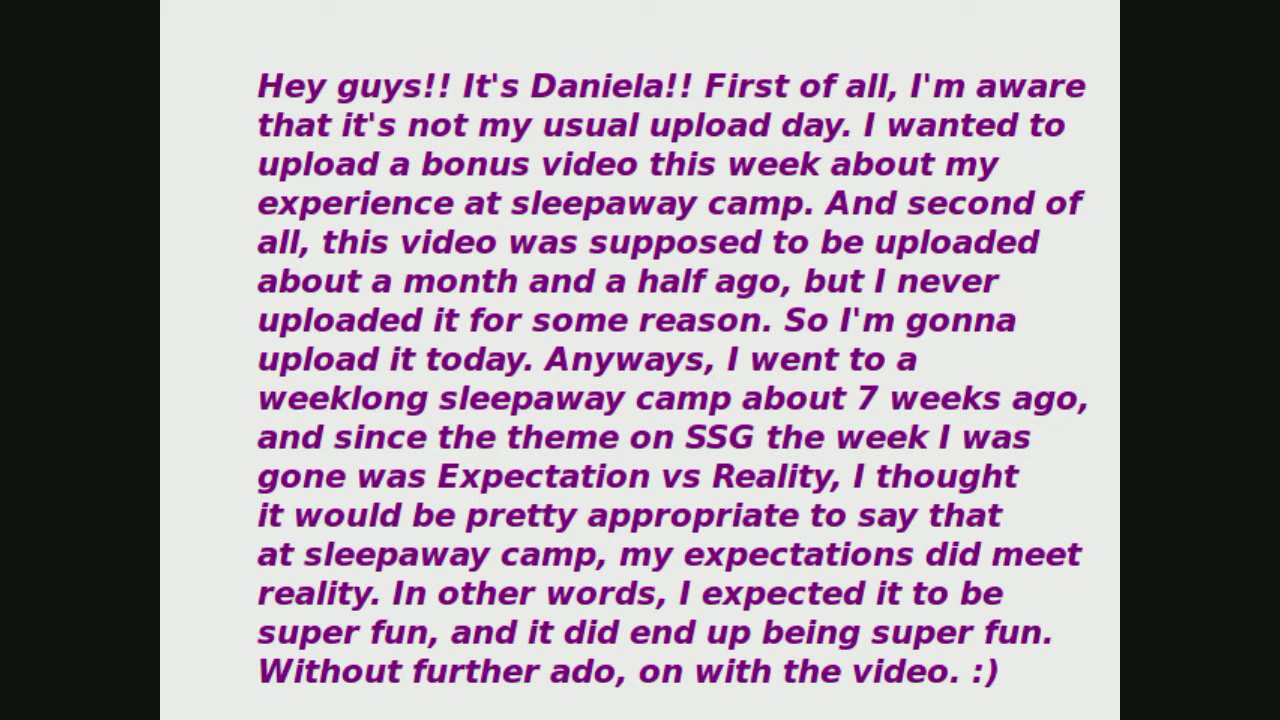 Hey guys!! It's Daniela!! First of all, I'm aware
that it's not my usual upload day. I wanted to
upload a bonus video this week about my
experience at sleepaway camp. And second of
all, this video was supposed to be uploaded
about a month and a half ago, but I never
uploaded it for some reason. So I'm gonna
upload it today. Anyways, I went to a
weeklong sleepaway camp about 7 weeks ago,
and since the theme on SSG the week I was
gone was Expectation vs Reality, I thought
it would be pretty appropriate to say that
at sleepaway camp, my expectations did meet
reality. In other words, I expected it to be
super fun, and it did end up being super fun.
Without further ado, on with the video. :)